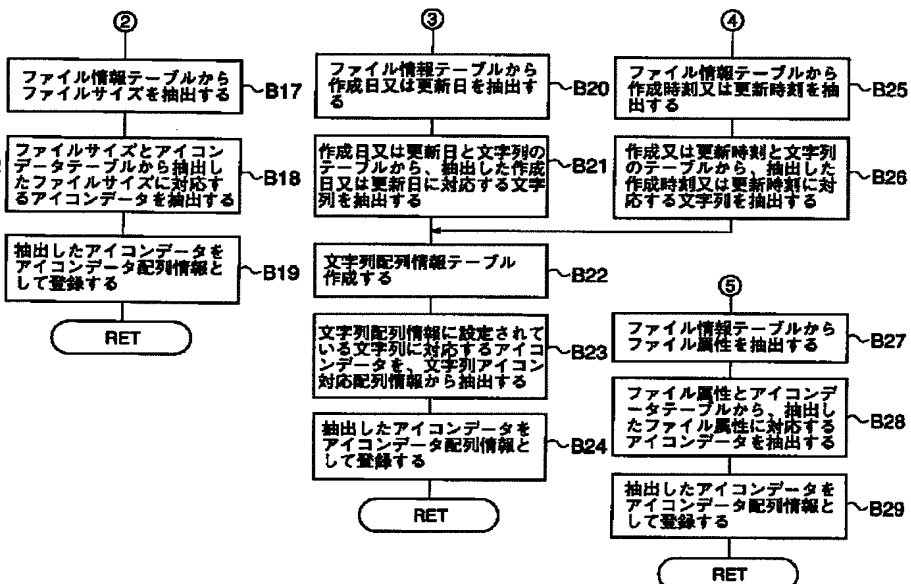 ②
ファイル情報テーブルから
ファイルサイズを抽出する
B17
ファイルサイズとアイコン
データテーブルから抽出し
たファイルサイズに対応す
るアイコンデータを抽出する
B18
抽出したアイコンデータを
アイコンデータ配列情報と
して登録する
B19
RET
③
ファイル情報テーブルから
作成日又は更新日を抽出す
る
B20
作成日又は更新日と文字列の
テーブルから、抽出した作成
日又は更新日に対応する文字
列を抽出する
B21
文字列配列情報テーブル
作成する
B22
文字列配列情報に設定されて
いる文字列に対応するアイコ
ンデータを、文字列アイコン
対応配列情報から抽出する
B23
抽出したアイコンデータを
アイコンデータ配列情報と
して登録する
B24
RET
④
ファイル情報テーブルから
作成時刻又は更新時刻を抽
出する
B25
作成又は更新時刻と文字列
のテーブルから、抽出した
作成時刻又は更新時刻に対
応する文字列を抽出する
B26
⑤
ファイル情報テーブルから
ファイル属性を抽出する
B27
ファイル属性とアイコンデ
ータテーブルから、抽出し
たファイル属性に対応する
アイコンデータを抽出する
B28
抽出したアイコンデータを
アイコンデータ配列情報と
して登録する
B29
RET